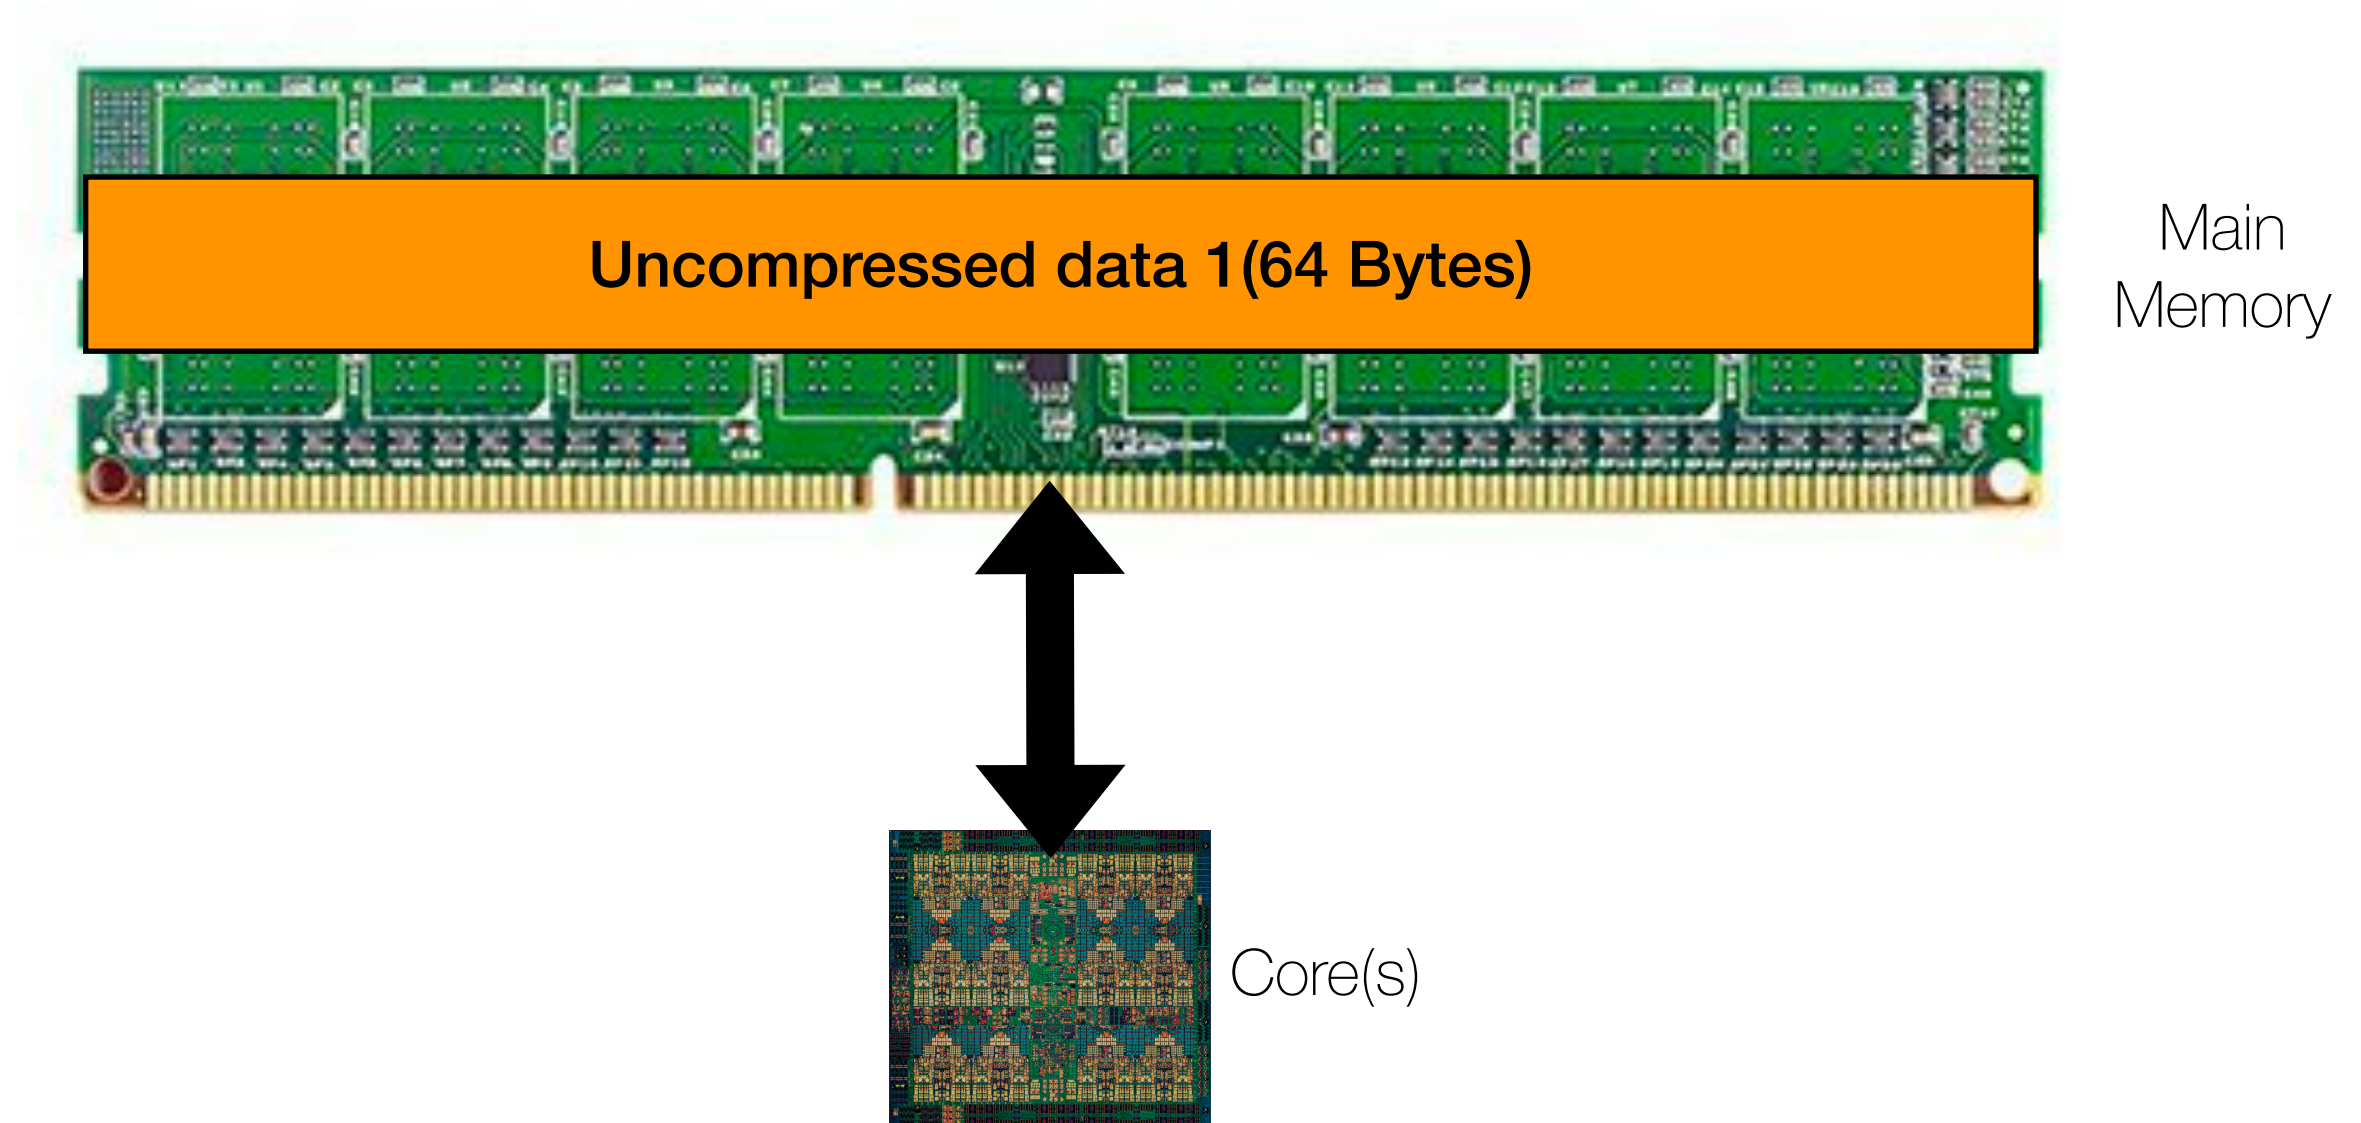 Uncompressed data 1(64 Bytes)
Main
Memory
Core(s)